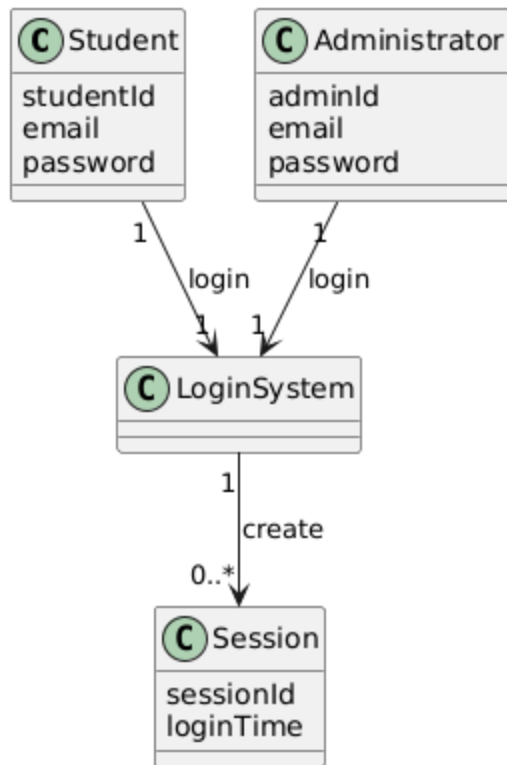 C Student
studentId
email
password
C Administrator
adminId
email
password
1
1
login
login
1
1
C LoginSystem
1
create
0..*
C Session
sessionId
loginTime